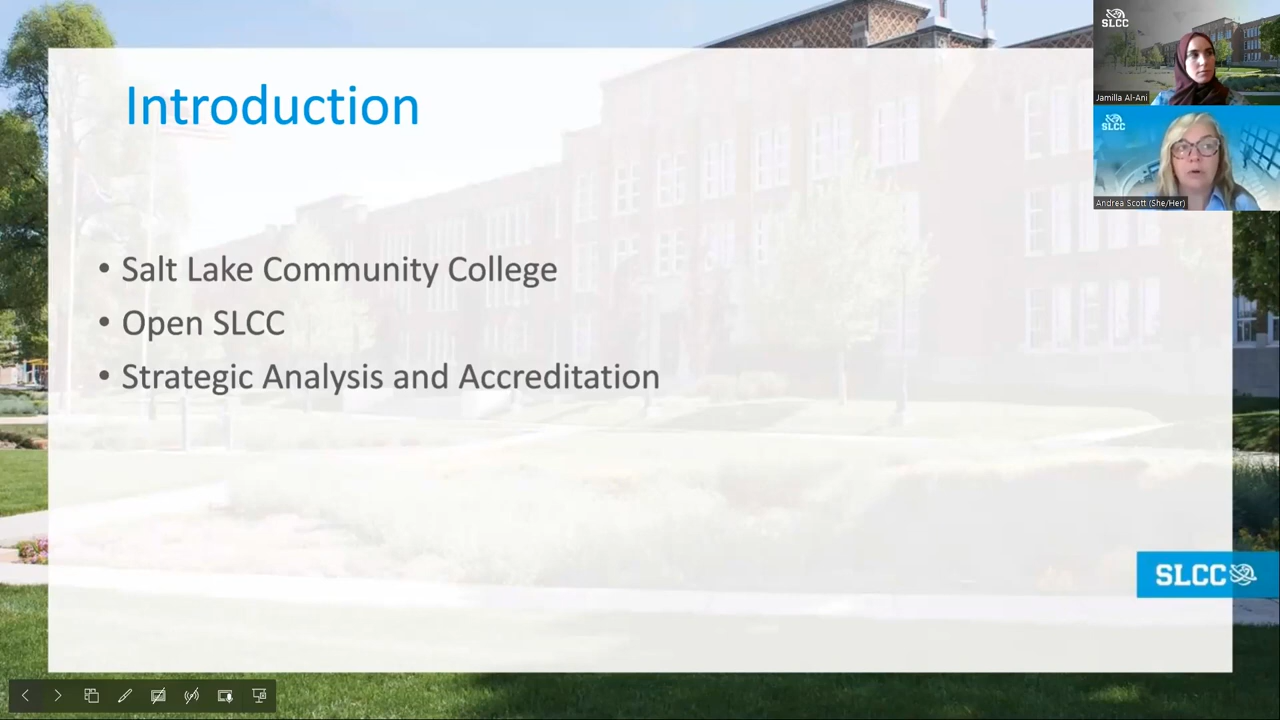 Introduction
• Salt Lake Community College
• Open SLCC
• Strategic Analysis and Accreditation
SLCC
SLCC
Jamilla Al-Ani
SLCC
Andrea Scott (She/Her)